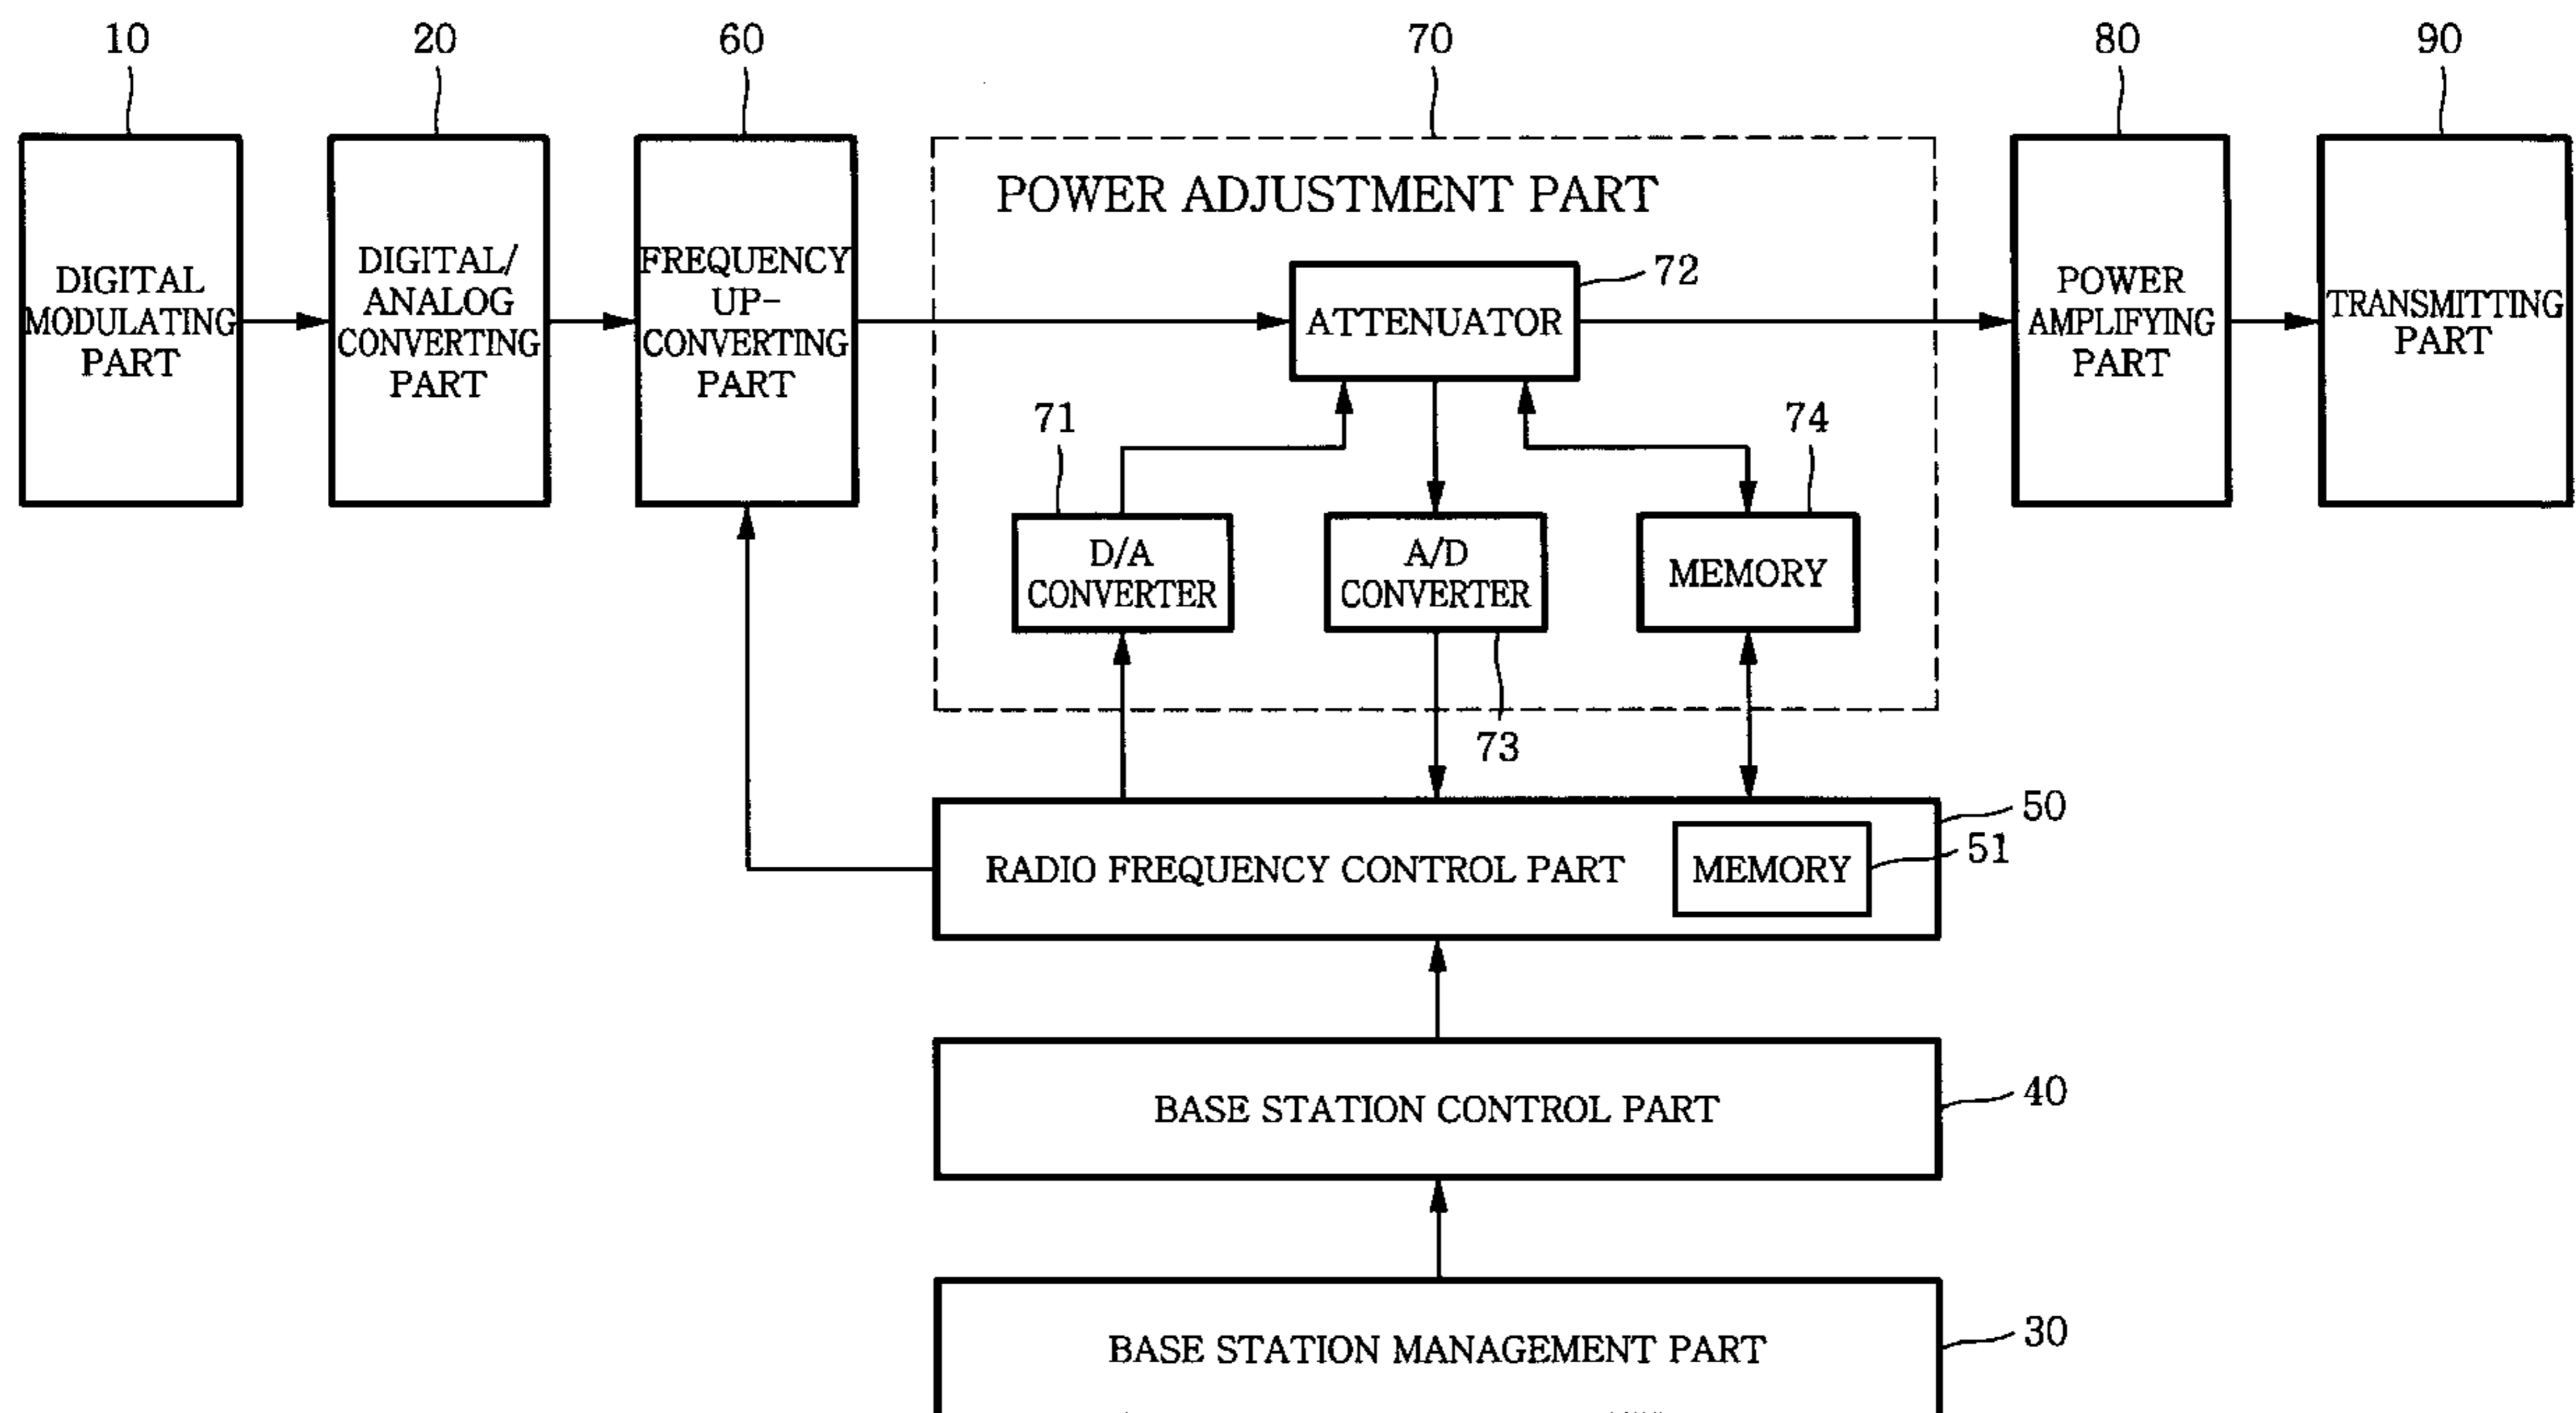 10
20
60
70
80
90
POWER ADJUSTMENT PART
DIGITAL
MODULATING
PART
DIGITAL/
ANALOG
CONVERTING
PART
FREQUENCY
UP-
CONVERTING
PART
ATTENUATOR
72
POWER
AMPLIFYING
PART
TRANSMITTING
PART
71
74
D/A
CONVERTER
A/D
CONVERTER
MEMORY
73
RADIO FREQUENCY CONTROL PART
MEMORY
50
51
BASE STATION CONTROL PART
40
BASE STATION MANAGEMENT PART
30